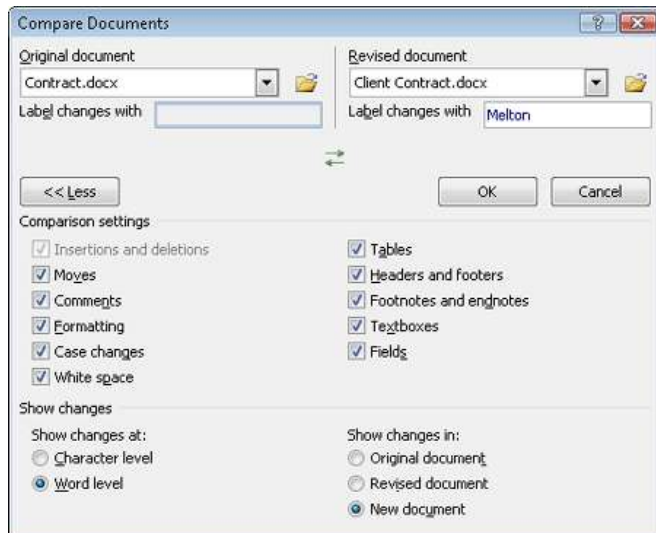 Compare Documents
Original document
Contract.docx
Label changes with
Revised document
Client Contract.docx
Label changes with Melton
<< Less
OK
Cancel
Comparison settings
Insertions and deletions
Moves
Comments
Formatting
Case changes
White space
Tables
Headers and footers
Footnotes and endnotes
Textboxes
Fields
Show changes
Show changes at:
Character level
Word level
Show changes in:
Original document
Revised document
New document